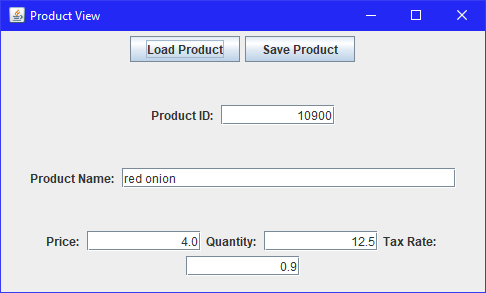 Product View
Load Product Save Product
Product ID: 10900
Product Name: red onion
Price: 4.0 Quantity: 12.5 Tax Rate:
0.9